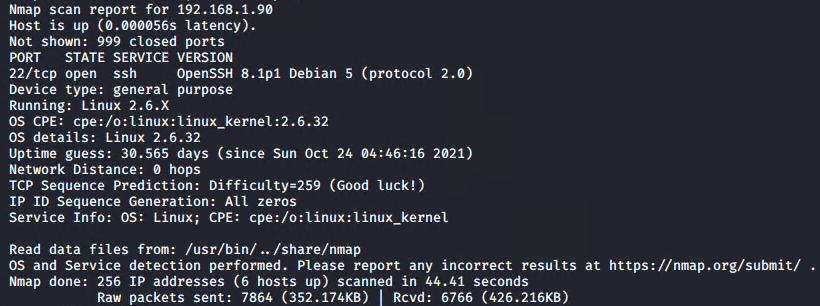 Nmap scan report for 192.168.1.90
Host is up (0.000056s latency).
Not shown: 999 closed ports
PORT   STATE SERVICE VERSION
22/tcp open  ssh     OpenSSH 8.1p1 Debian 5 (protocol 2.0)
Device type: general purpose
Running: Linux 2.6.X
OS CPE: cpe:/o:linux:linux_kernel:2.6.32
OS details: Linux 2.6.32
Uptime guess: 30.565 days (since Sun Oct 24 04:46:16 2021)
Network Distance: 0 hops
TCP Sequence Prediction: Difficulty=259 (Good luck!)
IP ID Sequence Generation: All zeros
Service Info: OS: Linux; CPE: cpe:/o:linux:linux_kernel
Read data files from: /usr/bin/../share/nmap
OS and Service detection performed. Please report any incorrect results at https://nmap.org/submit/ .
Nmap done: 256 IP addresses (6 hosts up) scanned in 44.41 seconds
           Raw packets sent: 7864 (352.174KB) | Rcvd: 6766 (426.216KB)